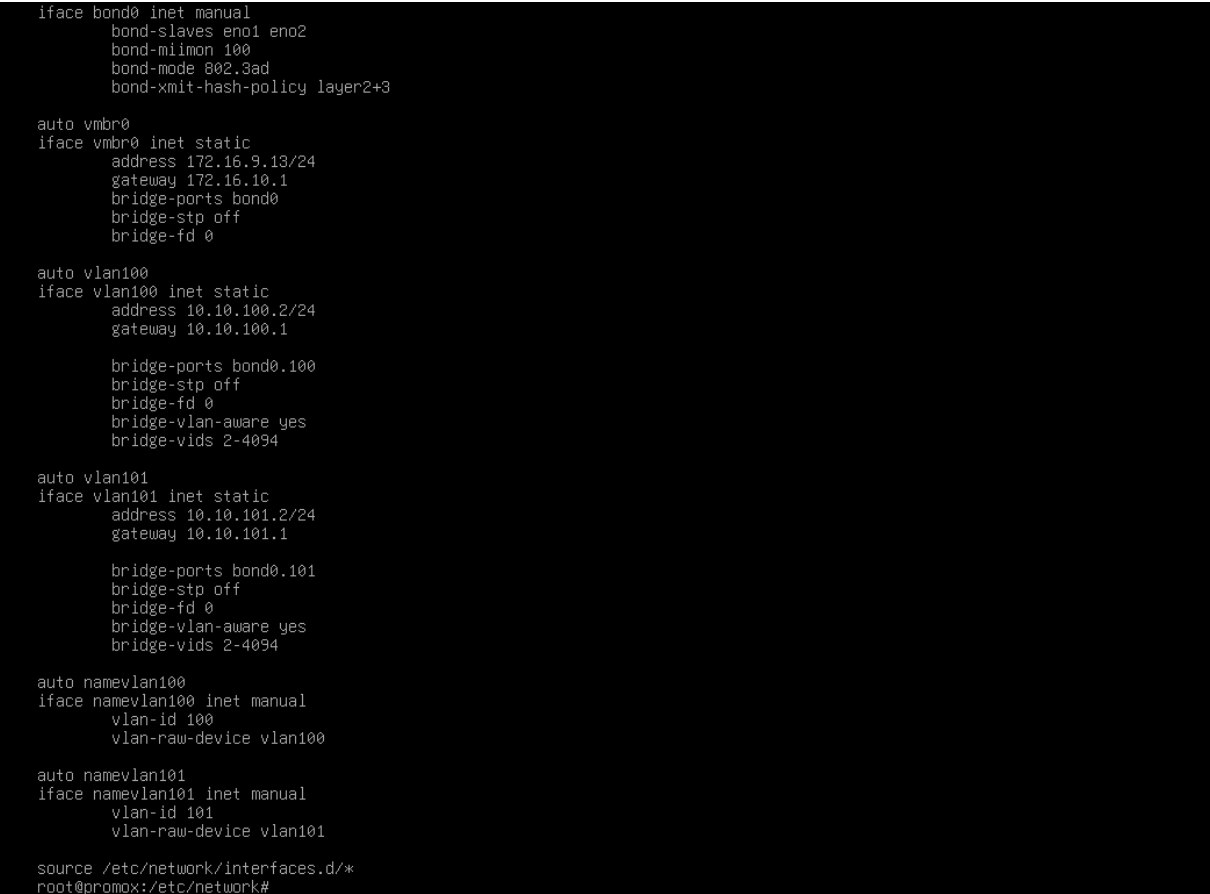 iface bond0 inet manual
bond-slaves eno1 eno2
bond-miimon 100
bond-mode 802.3ad
bond-xmit-hash-policy layer2+3
auto vmbr0
iface vmbr0 inet static
address 172.16.9.13/24
gateway 172.16.10.1
bridge-ports bond0
bridge-stp off
bridge-fd 0
auto vlan100
iface vlan100 inet static
address 10.10.100.2/24
gateway 10.10.100.1
bridge-ports bond0.100
bridge-stp off
bridge-fd 0
bridge-vlan-aware yes
bridge-vids 2-4094
auto vlan101
iface vlan101 inet static
address 10.10.101.2/24
gateway 10.10.101.1
bridge-ports bond0.101
bridge-stp off
bridge-fd 0
bridge-vlan-aware yes
bridge-vids 2-4094
auto namevlan100
iface namevlan100 inet manual
vlan-id 100
vlan-raw-device vlan100
auto namevlan101
iface namevlan101 inet manual
vlan-id 101
vlan-raw-device vlan101
source /etc/network/interfaces.d/*
root@promox:/etc/network#